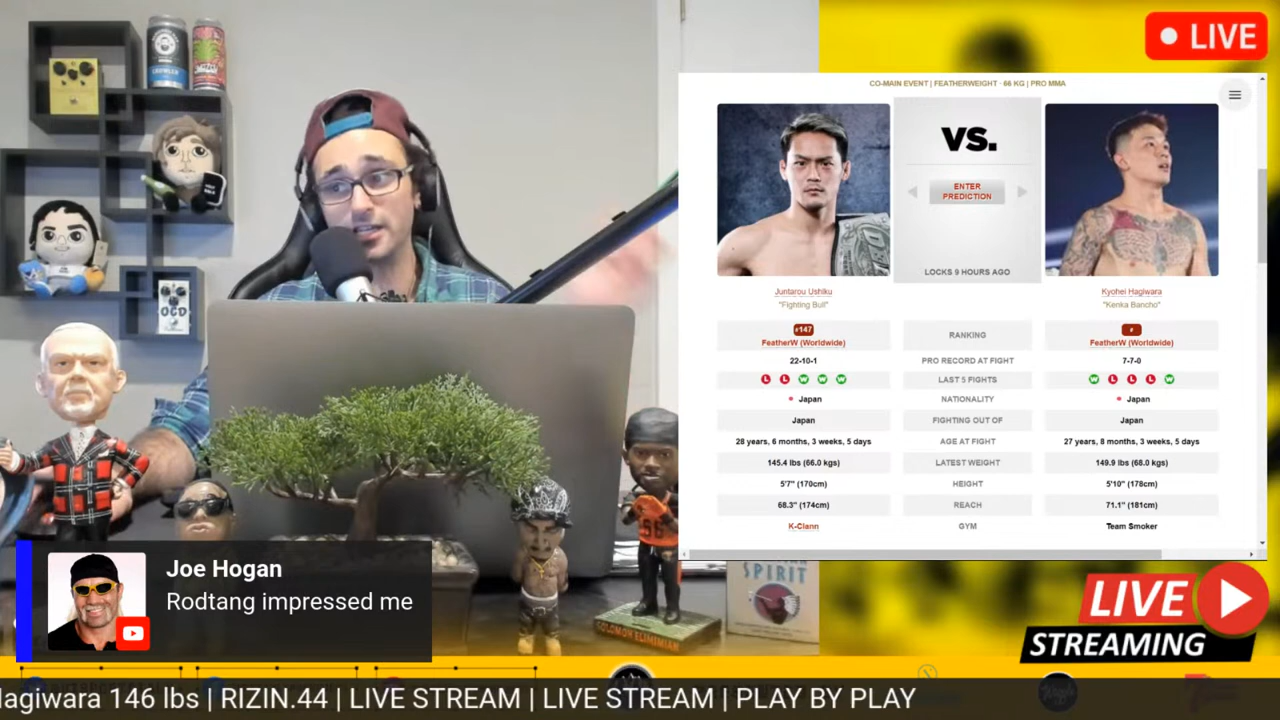 LIVE
CO-MAIN EVENT | FEATHERWEIGHT · 66 KG | PRO MMA
VS.
ENTER
PREDICTION
LOCKS 9 HOURS AGO
Juntarou Ushiku
Kyohei Hagiwara
"Fighting Bull"
"Kenka Bancho"
#147
RANKING
#
FeatherW (Worldwide)
FeatherW (Worldwide)
22-10-1
PRO RECORD AT FIGHT
7-7-0
L L W W W
LAST 5 FIGHTS
W L L L W
Japan
NATIONALITY
Japan
Japan
FIGHTING OUT OF
Japan
28 years, 6 months, 3 weeks, 5 days
AGE AT FIGHT
27 years, 8 months, 3 weeks, 5 days
145.4 lbs (66.0 kgs)
LATEST WEIGHT
149.9 lbs (68.0 kgs)
5'7" (170cm)
HEIGHT
5'10" (178cm)
68.3" (174cm)
REACH
71.1" (181cm)
K-Clann
GYM
Team Smoker
OCD
SPIRIT
SOLOMON ELIMIMIAN
Joe Hogan
Rodtang impressed me
LIVE
STREAMING
Hagiwara 146 lbs | RIZIN.44 | LIVE STREAM | LIVE STREAM | PLAY BY PLAY